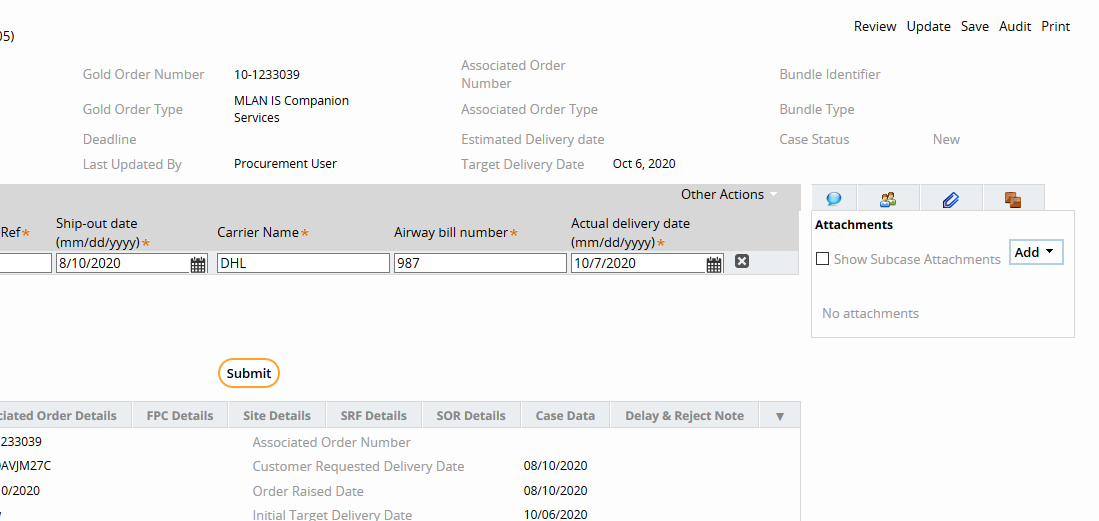 Review Update Save Audit Print
05)
Gold Order Number 10-1233039 Associated Order Number Bundle Identifier
Gold Order Type MLAN IS Companion Services Associated Order Type Bundle Type
Deadline Estimated Delivery date Case Status New
Last Updated By Procurement User Target Delivery Date Oct 6, 2020
Other Actions
Ref* Ship-out date (mm/dd/yyyy)* Carrier Name* Airway bill number* Actual delivery date (mm/dd/yyyy)*
8/10/2020 DHL 987 10/7/2020
Attachments
Show Subcase Attachments Add
No attachments
Submit
ciated Order Details FPC Details Site Details SRF Details SOR Details Case Data Delay & Reject Note
233039 Associated Order Number
AVJM27C Customer Requested Delivery Date 08/10/2020
0/2020 Order Raised Date 08/10/2020
Initial Target Delivery Date 10/06/2020